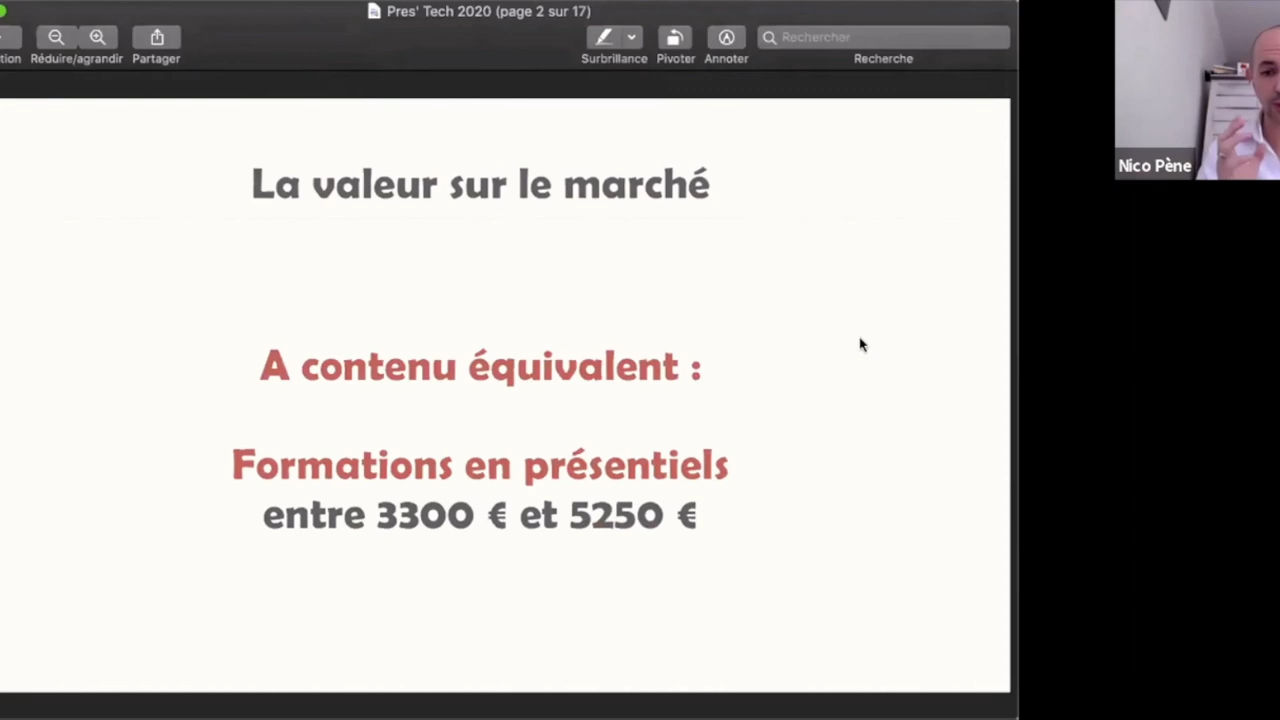 Pres' Tech 2020 (page 2 sur 17)
tion Réduire/agrandir Partager Surbrillance Pivoter Annoter Rechercher Recherche
Nico Pène
La valeur sur le marché
A contenu équivalent :
Formations en présentiels
entre 3300 € et 5250 €